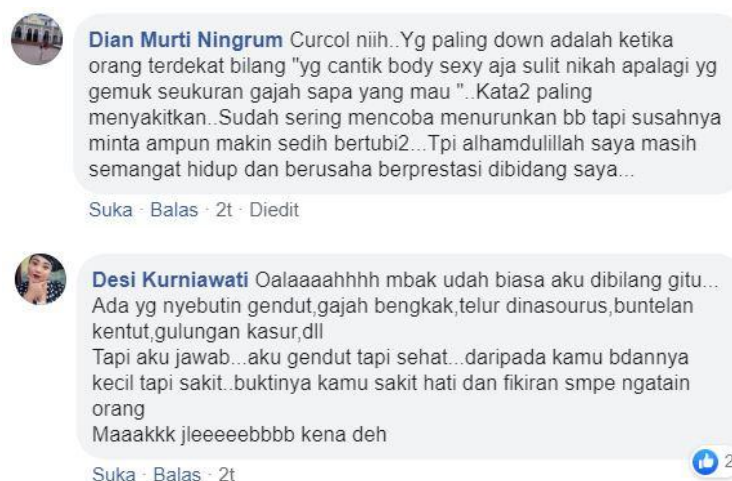 Dian Murti Ningrum Curcol niih..Yg paling down adalah ketika
orang terdekat bilang "yg cantik body sexy aja sulit nikah apalagi yg
gemuk seukuran gajah sapa yang mau "..Kata2 paling
menyakitkan..Sudah sering mencoba menurunkan bb tapi susahnya
minta ampun makin sedih bertubi2...Tpi alhamdulillah saya masih
semangat hidup dan berusaha berprestasi dibidang saya...
Suka · Balas · 2t · Diedit
Desi Kurniawati Oalaaaahhhh mbak udah biasa aku dibilang gitu...
Ada yg nyebutin gendut,gajah bengkak,telur dinasourus,buntelan
kentut,gulungan kasur,dll
Tapi aku jawab...aku gendut tapi sehat...daripada kamu bdannya
kecil tapi sakit..buktinya kamu sakit hati dan fikiran smpe ngatain
orang
Maaakkk jleeeeebbbb kena deh
2
Suka · Balas · 2t